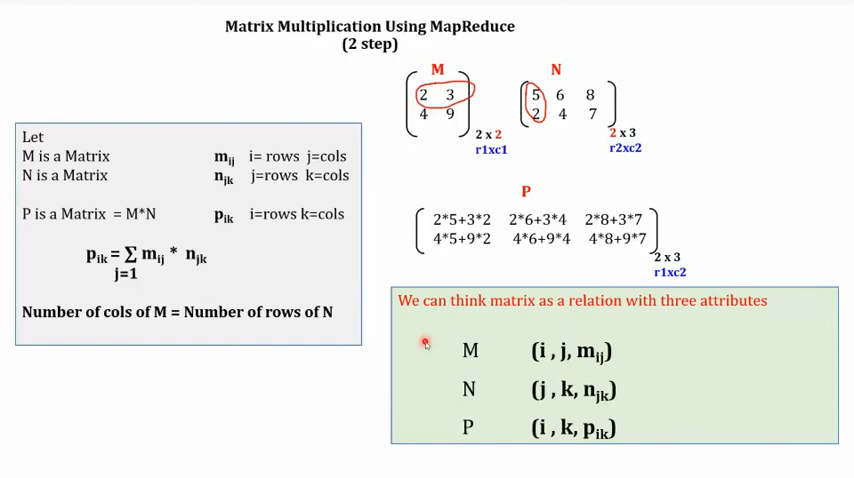 Matrix Multiplication Using MapReduce
(2 step)
M N
2 3
4 9
2 x 2
r1xc1
5 6 8
2 4 7
2 x 3
r2xc2
Let
M is a Matrix mij i= rows j=cols
N is a Matrix njk j=rows k=cols
P is a Matrix = M*N pik i=rows k=cols
pik = Σ mij * njk
j=1
Number of cols of M = Number of rows of N
P
2*5+3*2 2*6+3*4 2*8+3*7
4*5+9*2 4*6+9*4 4*8+9*7
2 x 3
r1xc2
We can think matrix as a relation with three attributes
M (i , j, mij)
N (j , k, njk)
P (i , k, pik)